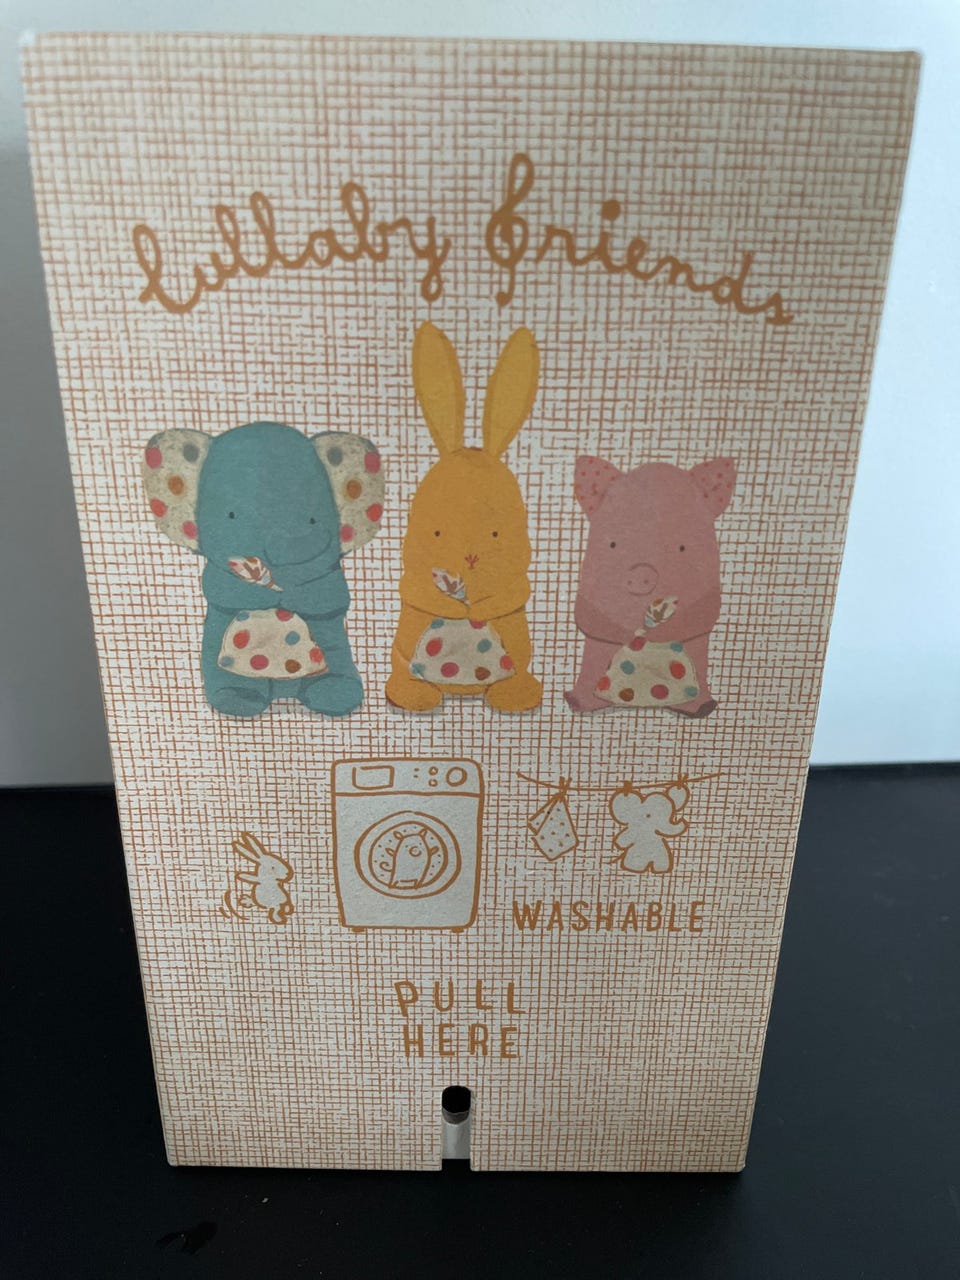 lullaby friends
WASHABLE
PULL
HERE